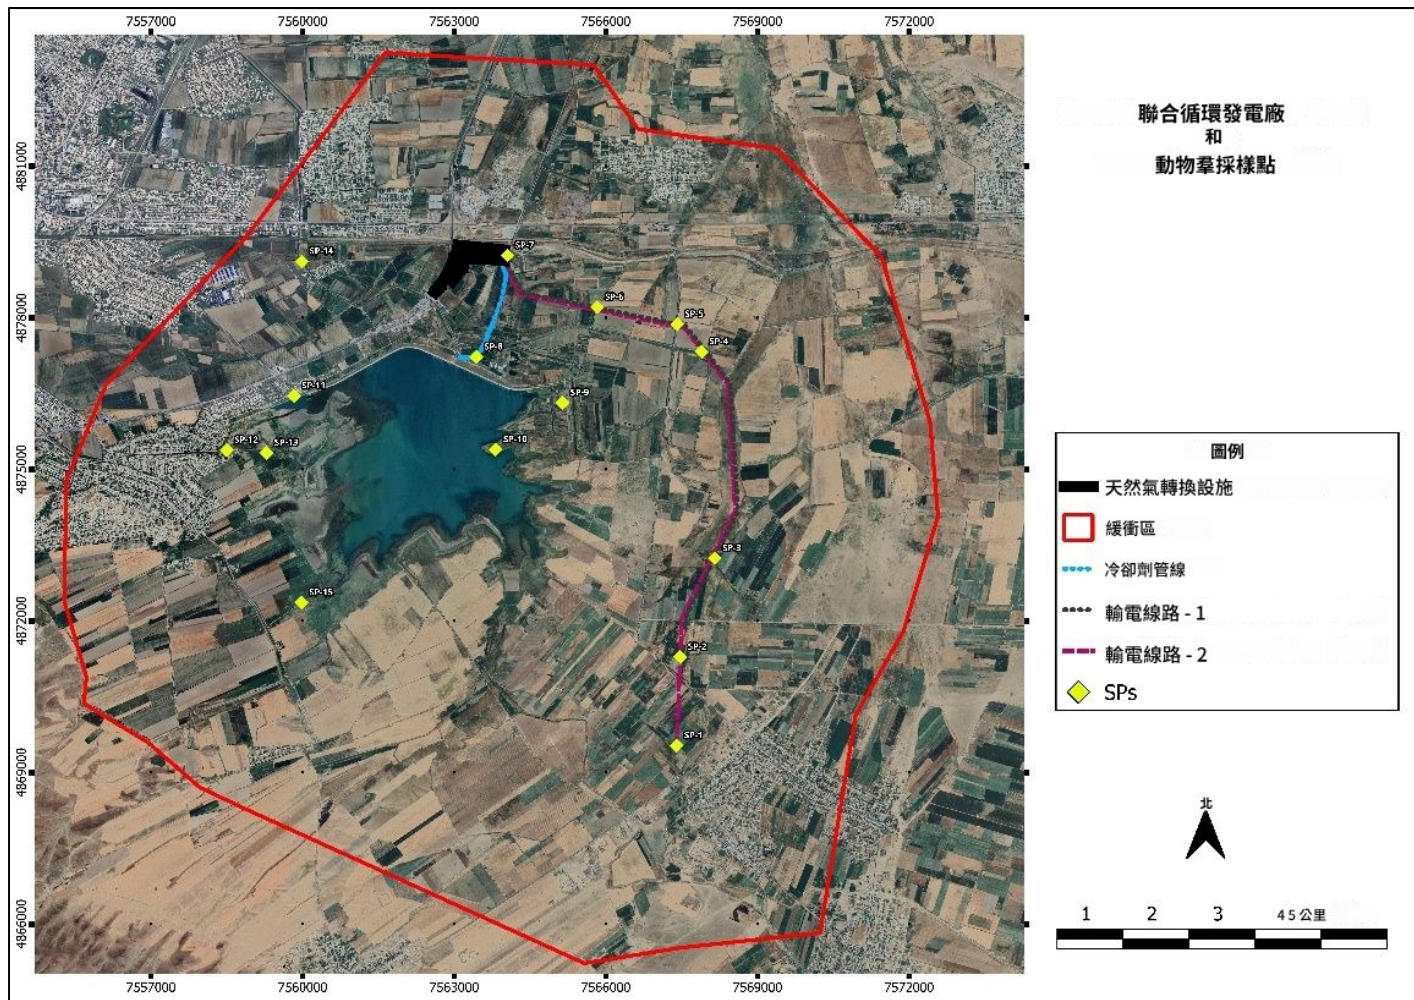 7557000 7560000 7563000 7566000 7569000 7572000
聯合循環發電廠
和
動物羣採樣點
4881000
4878000
4875000
4872000
4869000
4866000
SP-14
SP-7
SP-6
SP-5
SP-4
SP-8
SP-11
SP-9
SP-12
SP-13
SP-10
SP-3
SP-15
SP-2
SP-1
圖例
天然氣轉換設施
緩衝區
冷卻劑管線
輸電線路 - 1
輸電線路 - 2
SPs
北
1 2 3 4 5 公里
7557000 7560000 7563000 7566000 7569000 7572000